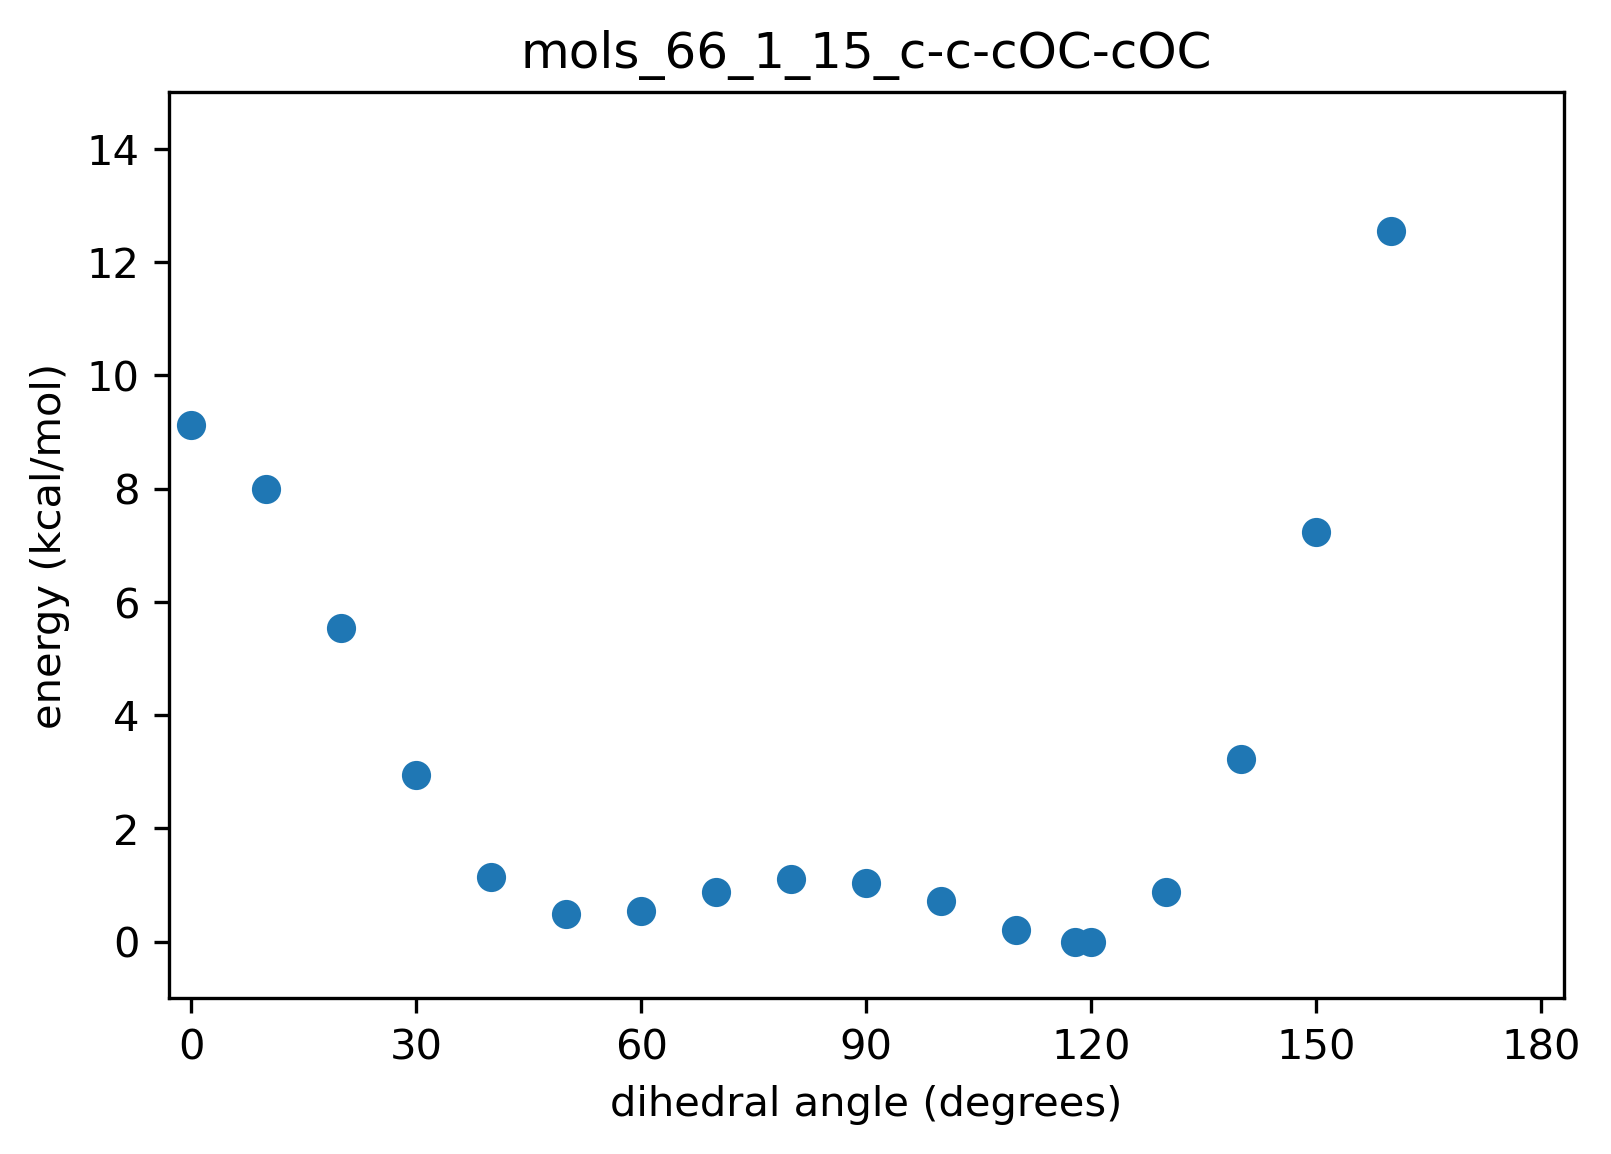 mols_66_1_15_c-c-cOC-cOC
14
12
10
8
6
4
2
0
energy (kcal/mol)
0 30 60 90 120 150 180
dihedral angle (degrees)